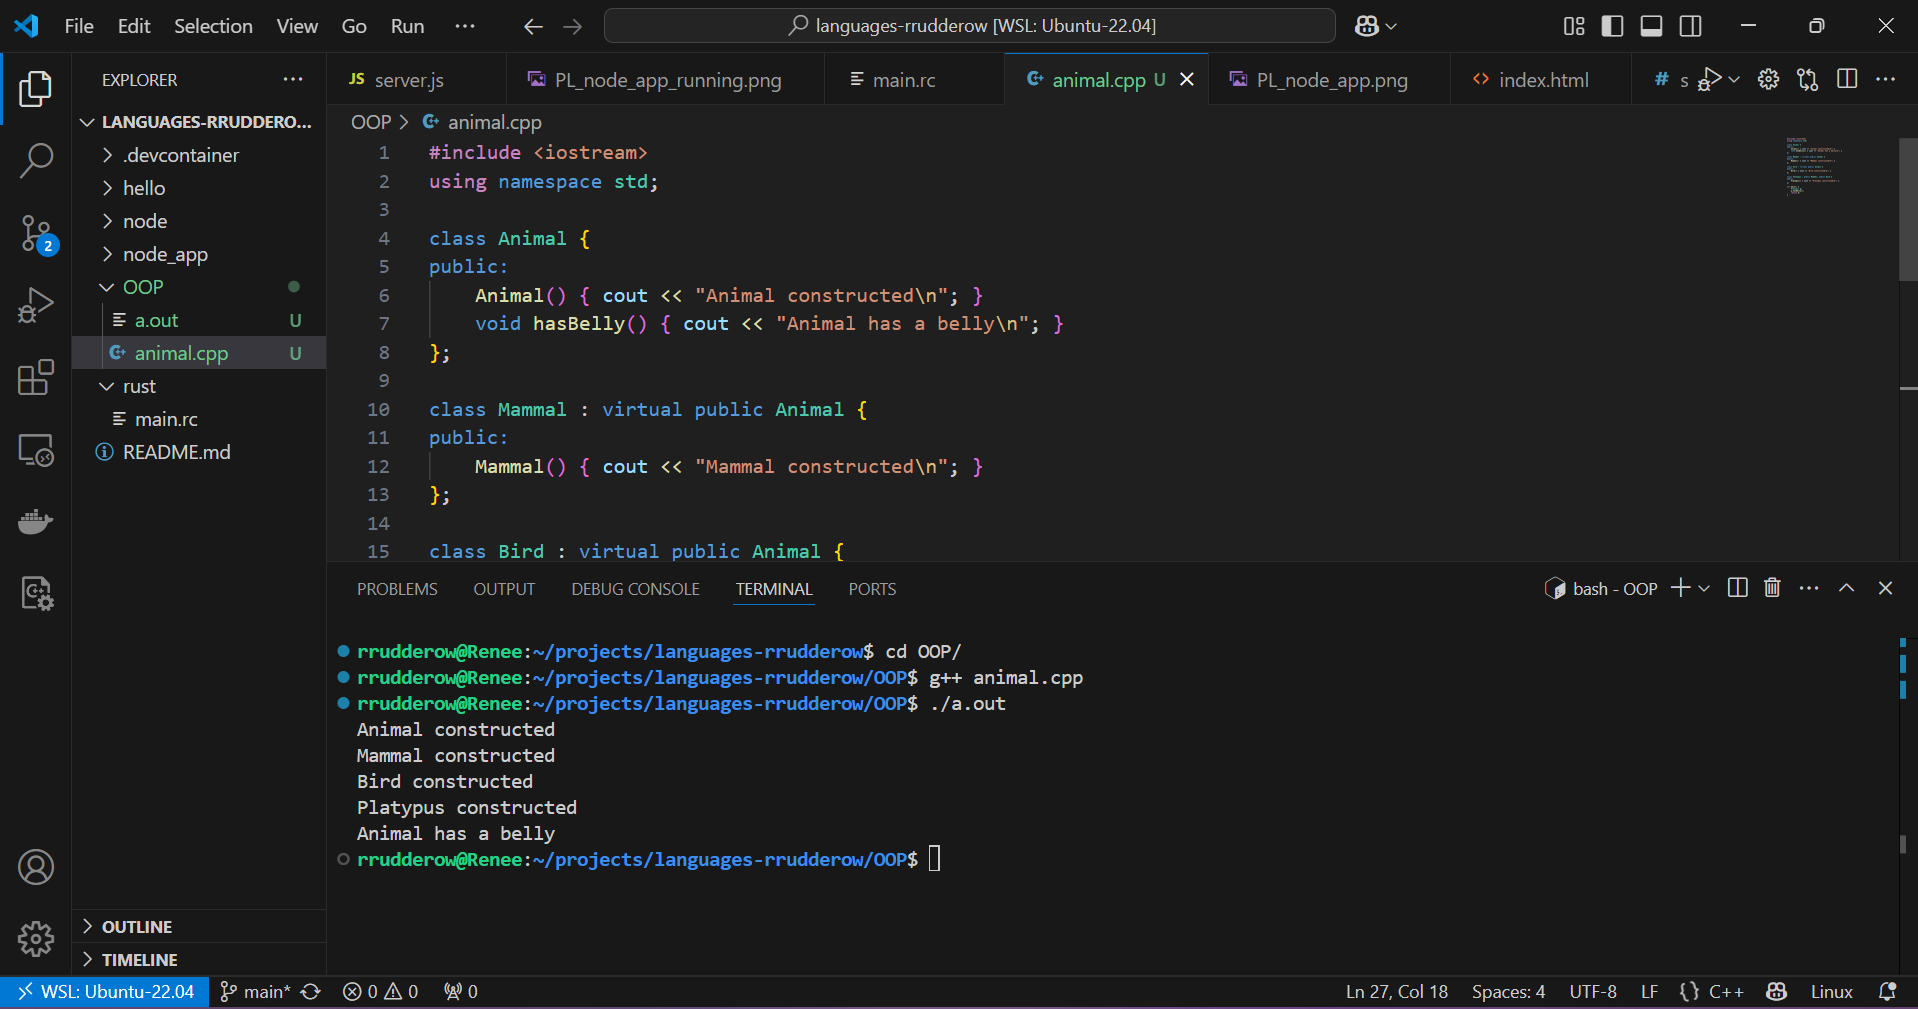 File Edit Selection View Go Run ··· languages-rrudderow [WSL: Ubuntu-22.04]
EXPLORER ···
LANGUAGES-RRUDDERO...
.devcontainer
hello
node
node_app
OOP
a.out U
animal.cpp U
rust
main.rc
README.md
OUTLINE
TIMELINE
2
JS server.js PL_node_app_running.png main.rc animal.cpp U PL_node_app.png <> index.html # s
OOP > animal.cpp
1 #include <iostream>
2 using namespace std;
3
4 class Animal {
5 public:
6     Animal() { cout << "Animal constructed\n"; }
7     void hasBelly() { cout << "Animal has a belly\n"; }
8 };
9
10 class Mammal : virtual public Animal {
11 public:
12     Mammal() { cout << "Mammal constructed\n"; }
13 };
14
15 class Bird : virtual public Animal {
PROBLEMS OUTPUT DEBUG CONSOLE TERMINAL PORTS bash - OOP
rrudderow@Renee:~/projects/languages-rrudderow$ cd OOP/
rrudderow@Renee:~/projects/languages-rrudderow/OOP$ g++ animal.cpp
rrudderow@Renee:~/projects/languages-rrudderow/OOP$ ./a.out
Animal constructed
Mammal constructed
Bird constructed
Platypus constructed
Animal has a belly
rrudderow@Renee:~/projects/languages-rrudderow/OOP$
WSL: Ubuntu-22.04 main* 0 0 0 Ln 27, Col 18 Spaces: 4 UTF-8 LF {} C++ Linux